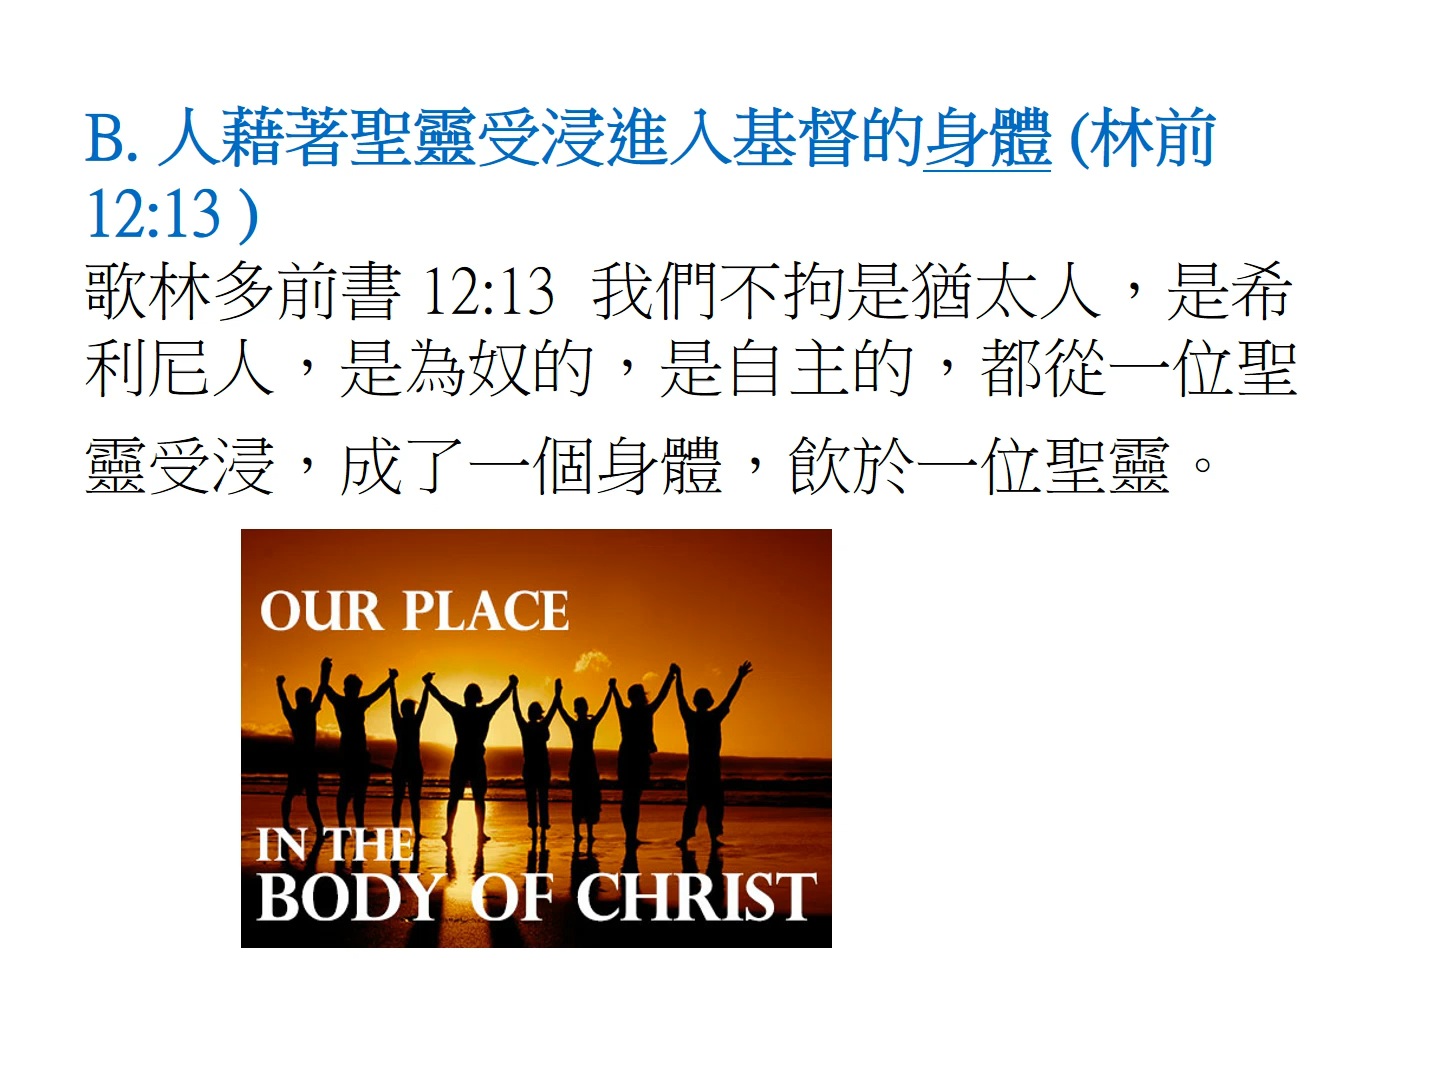 B. 人藉著聖靈受浸進入基督的身體 (林前
12:13 )
歌林多前書 12:13 我們不拘是猶太人，是希
利尼人，是為奴的，是自主的，都從一位聖
靈受浸，成了一個身體，飲於一位聖靈。
OUR PLACE
IN THE
BODY OF CHRIST